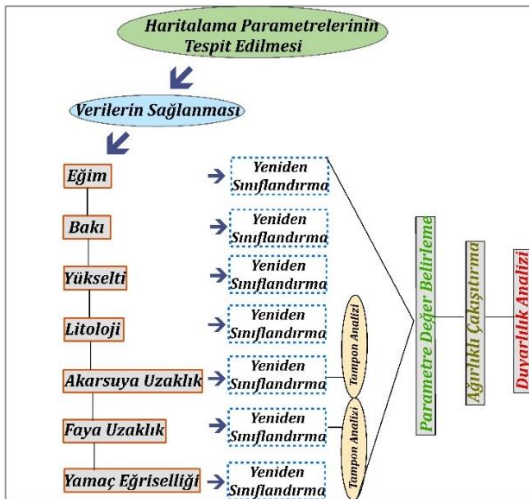 Haritalama Parametrelerinin
Tespit Edilmesi
Verilerin Sağlanması
Eğim
Yeniden
Sınıflandırma
Bakı
Yeniden
Sınıflandırma
Yükselti
Yeniden
Sınıflandırma
Litoloji
Yeniden
Sınıflandırma
Akarsuya Uzaklık
Yeniden
Sınıflandırma
Faya Uzaklık
Yeniden
Sınıflandırma
Yamaç Eğriselliği
Yeniden
Sınıflandırma
Tampon Analizi
Tampon Analizi
Parametre Değer Belirleme
Ağırlıklı Çakışıtırma
Duyarlılık Analizi